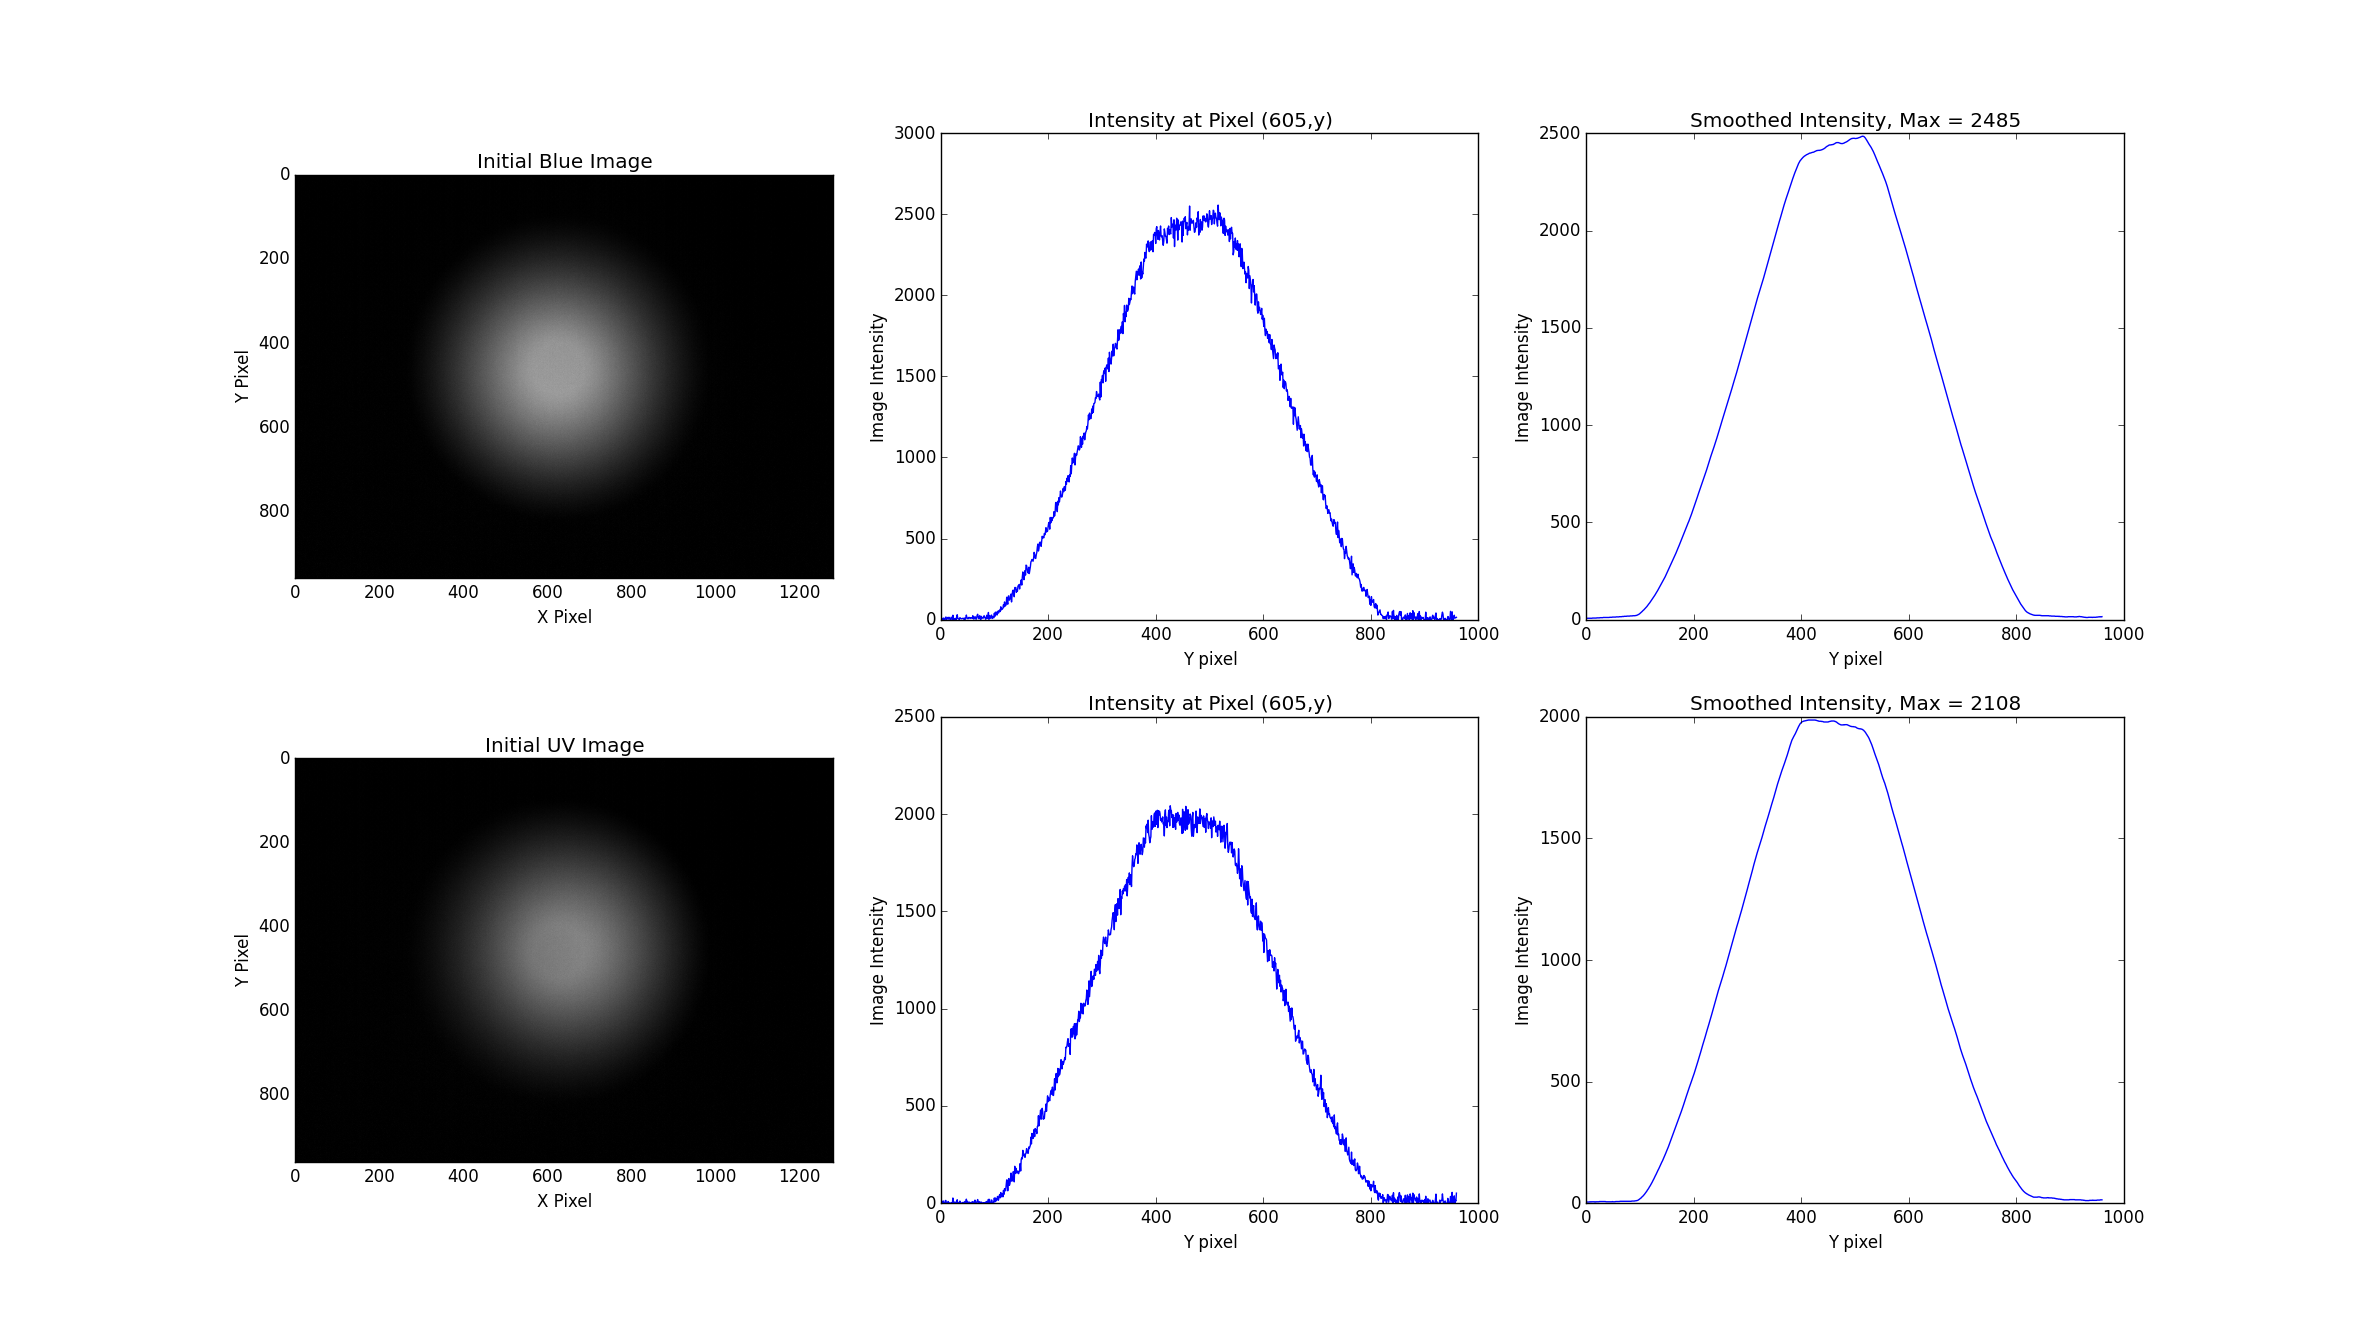 Initial Blue Image
0
200
400
600
800
Y Pixel
0 200 400 600 800 1000 1200
X Pixel
Intensity at Pixel (605,y)
3000
2500
2000
1500
1000
500
0
Image Intensity
0 200 400 600 800 1000
Y pixel
Smoothed Intensity, Max = 2485
2500
2000
1500
1000
500
0
Image Intensity
0 200 400 600 800 1000
Y pixel
Initial UV Image
0
200
400
600
800
Y Pixel
0 200 400 600 800 1000 1200
X Pixel
Intensity at Pixel (605,y)
2500
2000
1500
1000
500
0
Image Intensity
0 200 400 600 800 1000
Y pixel
Smoothed Intensity, Max = 2108
2000
1500
1000
500
0
Image Intensity
0 200 400 600 800 1000
Y pixel